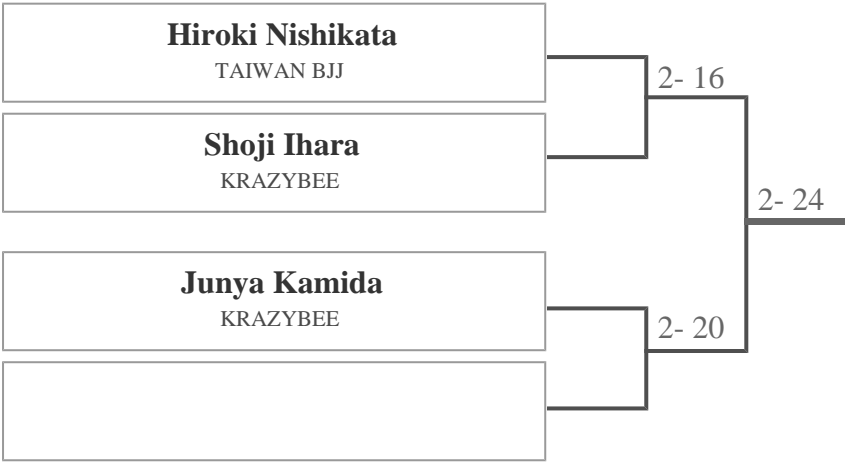 Hiroki Nishikata
TAIWAN BJJ
2- 16
Shoji Ihara
KRAZYBEE
2- 24
Junya Kamida
KRAZYBEE
2- 20